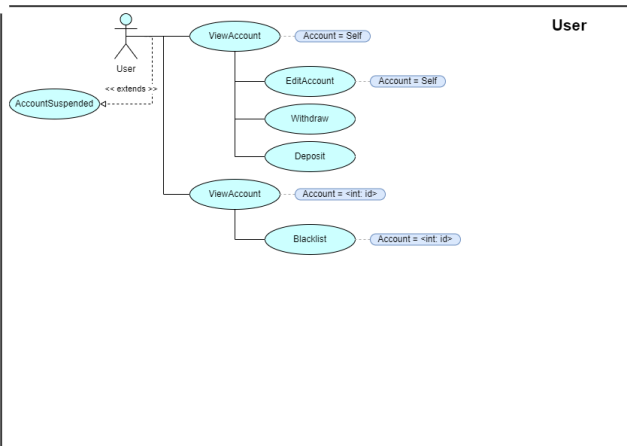 User
ViewAccount
Account = Self
User
<< extends >>
AccountSuspended
EditAccount
Account = Self
Withdraw
Deposit
ViewAccount
Account = <int: id>
Blacklist
Account = <int: id>